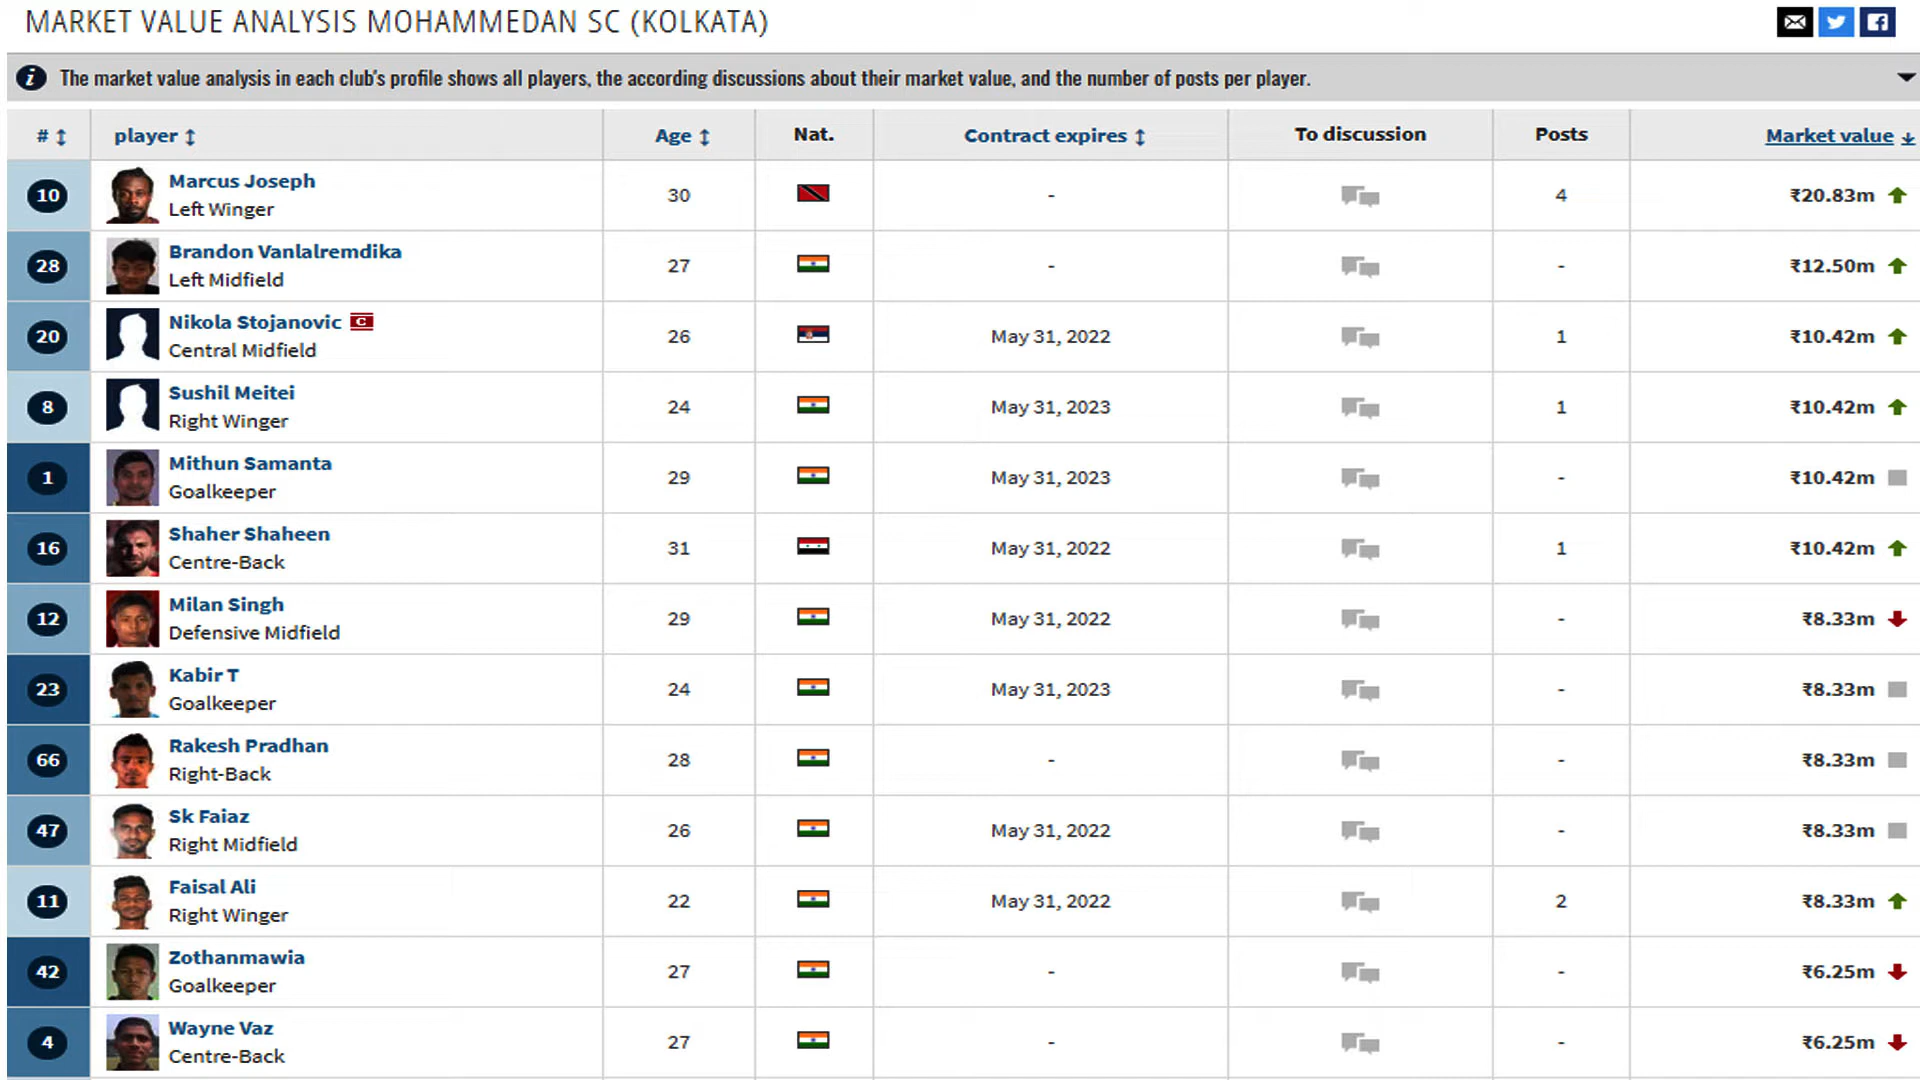 MARKET VALUE ANALYSIS MOHAMMEDAN SC (KOLKATA)
i The market value analysis in each club's profile shows all players, the according discussions about their market value, and the number of posts per player.
# player Age Nat. Contract expires To discussion Posts Market value
10 Marcus Joseph Left Winger 30 - 4 ₹20.83m
28 Brandon Vanlalremdika Left Midfield 27 - - ₹12.50m
20 Nikola Stojanovic C Central Midfield 26 May 31, 2022 1 ₹10.42m
8 Sushil Meitei Right Winger 24 May 31, 2023 1 ₹10.42m
1 Mithun Samanta Goalkeeper 29 May 31, 2023 - ₹10.42m
16 Shaher Shaheen Centre-Back 31 May 31, 2022 1 ₹10.42m
12 Milan Singh Defensive Midfield 29 May 31, 2022 - ₹8.33m
23 Kabir T Goalkeeper 24 May 31, 2023 - ₹8.33m
66 Rakesh Pradhan Right-Back 28 - - ₹8.33m
47 Sk Faiaz Right Midfield 26 May 31, 2022 - ₹8.33m
11 Faisal Ali Right Winger 22 May 31, 2022 2 ₹8.33m
42 Zothanmawia Goalkeeper 27 - - ₹6.25m
4 Wayne Vaz Centre-Back 27 - - ₹6.25m